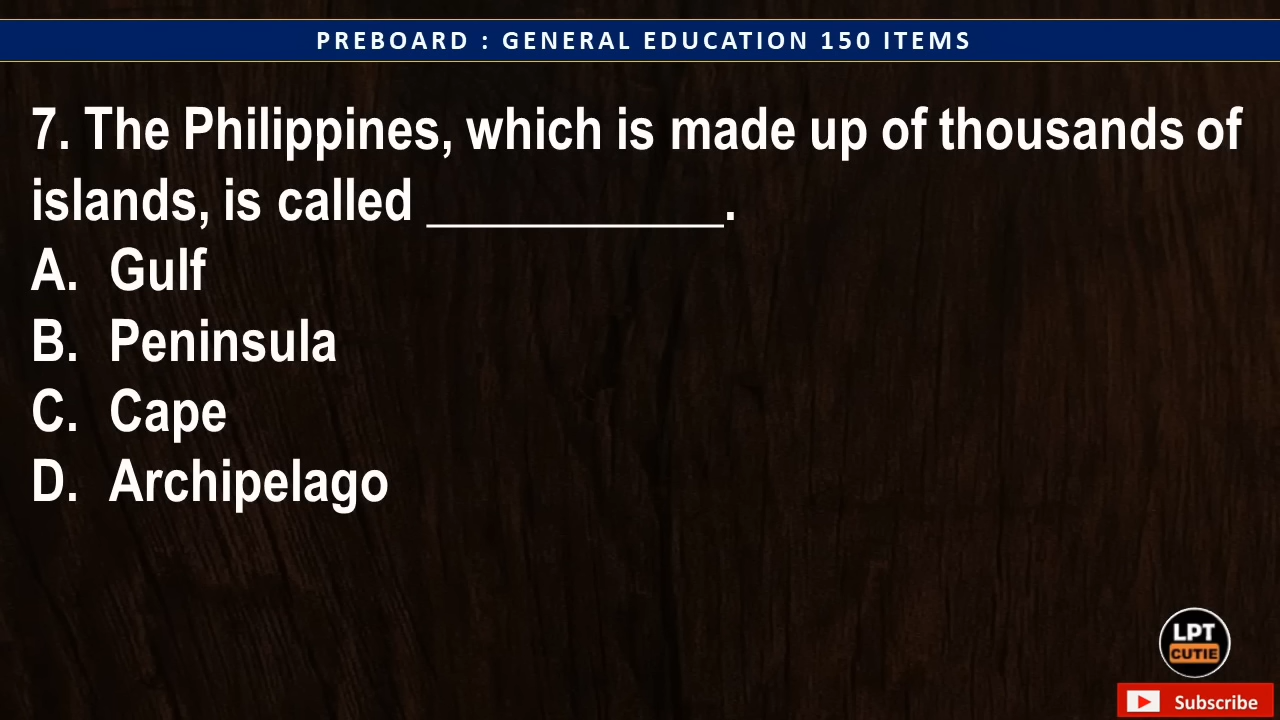 PREBOARD : GENERAL EDUCATION 150 ITEMS
7. The Philippines, which is made up of thousands of
islands, is called ____________.
A. Gulf
B. Peninsula
C. Cape
D. Archipelago
LPT
CUTIE
Subscribe